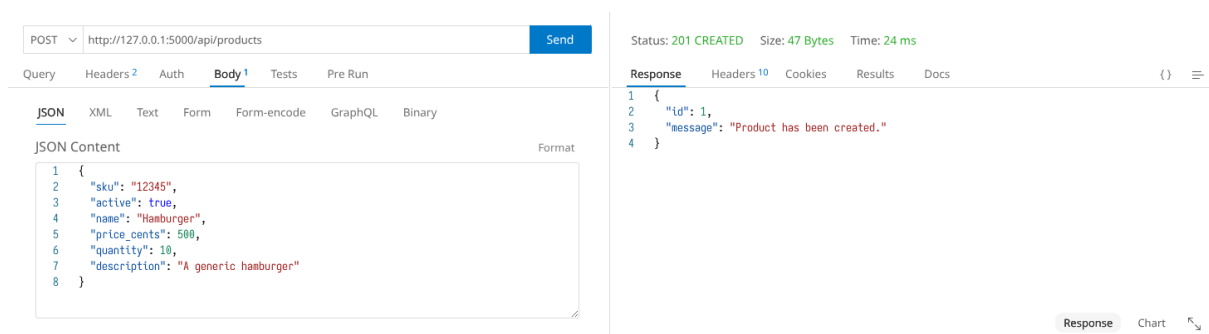 POST http://127.0.0.1:5000/api/products Send
Query Headers 2 Auth Body 1 Tests Pre Run
JSON XML Text Form Form-encode GraphQL Binary
JSON Content Format
1 {
2 "sku": "12345",
3 "active": true,
4 "name": "Hamburger",
5 "price_cents": 500,
6 "quantity": 10,
7 "description": "A generic hamburger"
8 }
Status: 201 CREATED Size: 47 Bytes Time: 24 ms
Response Headers 10 Cookies Results Docs {}
1 {
2 "id": 1,
3 "message": "Product has been created."
4 }
Response Chart